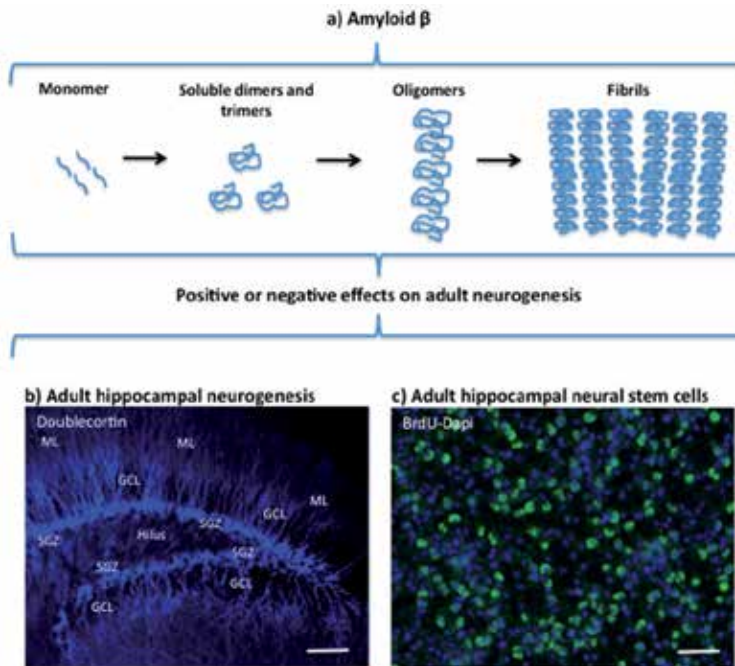 a) Amyloid β
Monomer
Soluble dimers and
trimers
Oligomers
Fibrils
Positive or negative effects on adult neurogenesis
b) Adult hippocampal neurogenesis
Doublecortin
ML
ML
GCL
ML
GCL
SGZ
SGZ
Hilus
SGZ
SGZ
GCL
GCL
c) Adult hippocampal neural stem cells
BrdU-Dapi